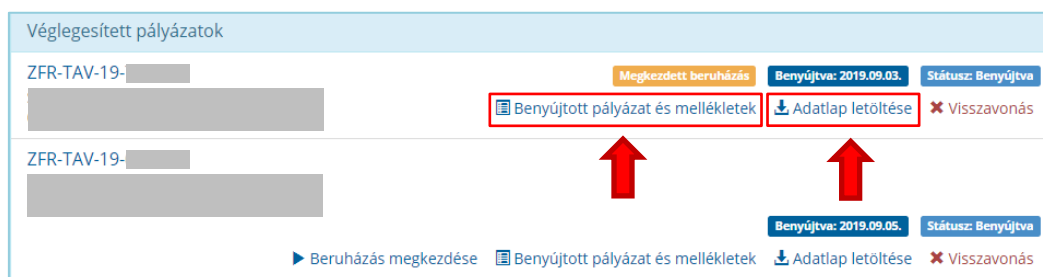 Véglegesített pályázatok
ZFR-TAV-19-
Megkezdett beruházás Benyújtva: 2019.09.03. Státusz: Benyújtva
Benyújtott pályázat és mellékletek Adatlap letöltése Visszavonás
ZFR-TAV-19-
Benyújtva: 2019.09.05. Státusz: Benyújtva
Beruházás megkezdése Benyújtott pályázat és mellékletek Adatlap letöltése Visszavonás